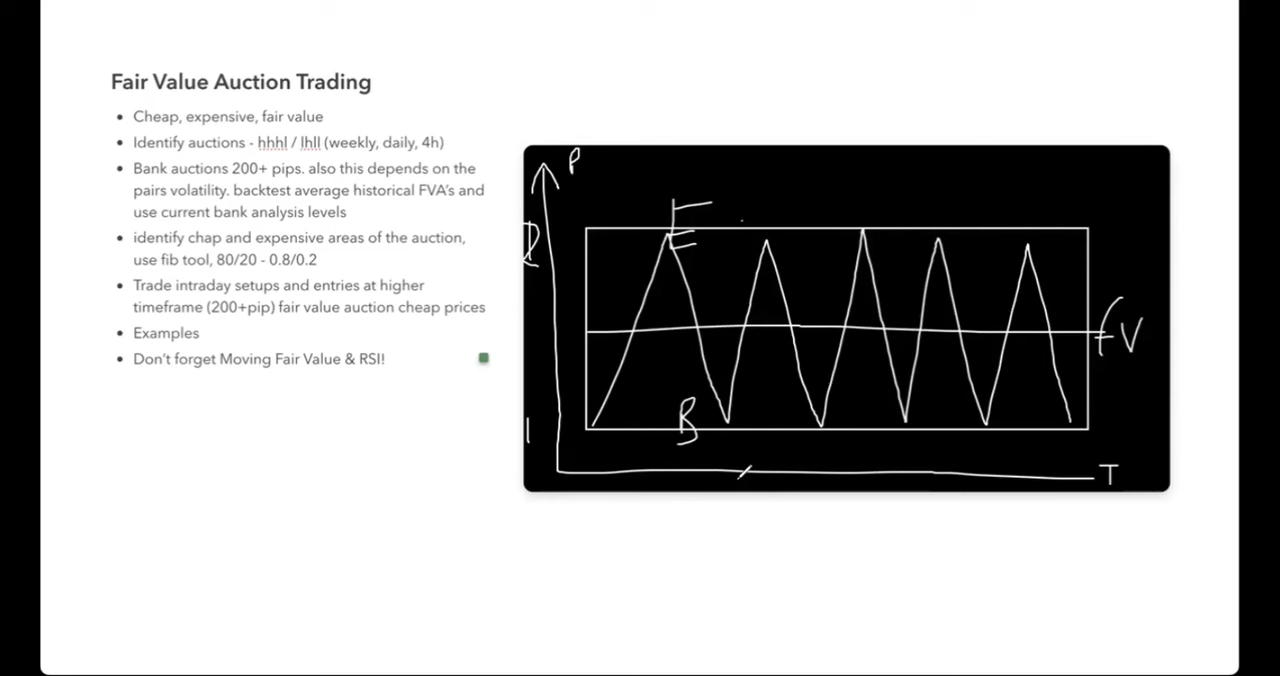 Fair Value Auction Trading
• Cheap, expensive, fair value
• Identify auctions - hhhl / lhll (weekly, daily, 4h)
• Bank auctions 200+ pips. also this depends on the
pairs volatility. backtest average historical FVA's and
use current bank analysis levels
• identify chap and expensive areas of the auction,
use fib tool, 80/20 - 0.8/0.2
• Trade intraday setups and entries at higher
timeframe (200+pip) fair value auction cheap prices
• Examples
• Don't forget Moving Fair Value & RSI!
P
E
2
FV
B
1
T